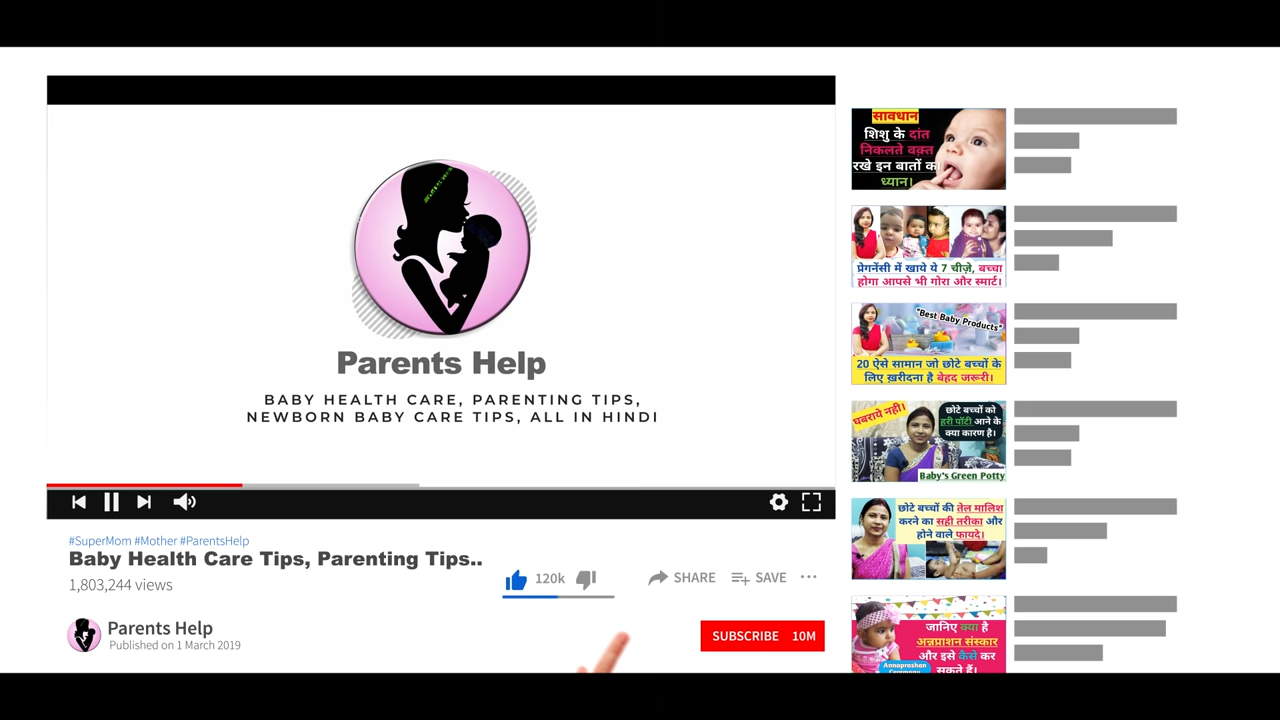 Parents Help
BABY HEALTH CARE, PARENTING TIPS,
NEWBORN BABY CARE TIPS, ALL IN HINDI
#SuperMom #Mother #ParentsHelp
Baby Health Care Tips, Parenting Tips..
1,803,244 views
120k
SHARE
SAVE
Parents Help
Published on 1 March 2019
SUBSCRIBE 10M
सावधान
शिशु के दांत
निकलते वक़्त
रखे इन बातों का
ध्यान।
प्रेगनेंसी में खाये ये 7 चीज़े, बच्चा
होगा आपसे भी गोरा और स्मार्ट।
"Best Baby Products"
20 ऐसे सामान जो छोटे बच्चों के
लिए ख़रीदना है बेहद जरूरी।
घबराये नही।
छोटे बच्चों को
हरी पॉटी आने के
क्या कारण है।
Baby's Green Potty
छोटे बच्चों की तेल मालिश
करने का सही तरीका और
होने वाले फायदे।
जानिए क्या है
अन्नप्राशन संस्कार
और इसे कैसे कर
सकते हैं।
Annaprashan
Ceremony